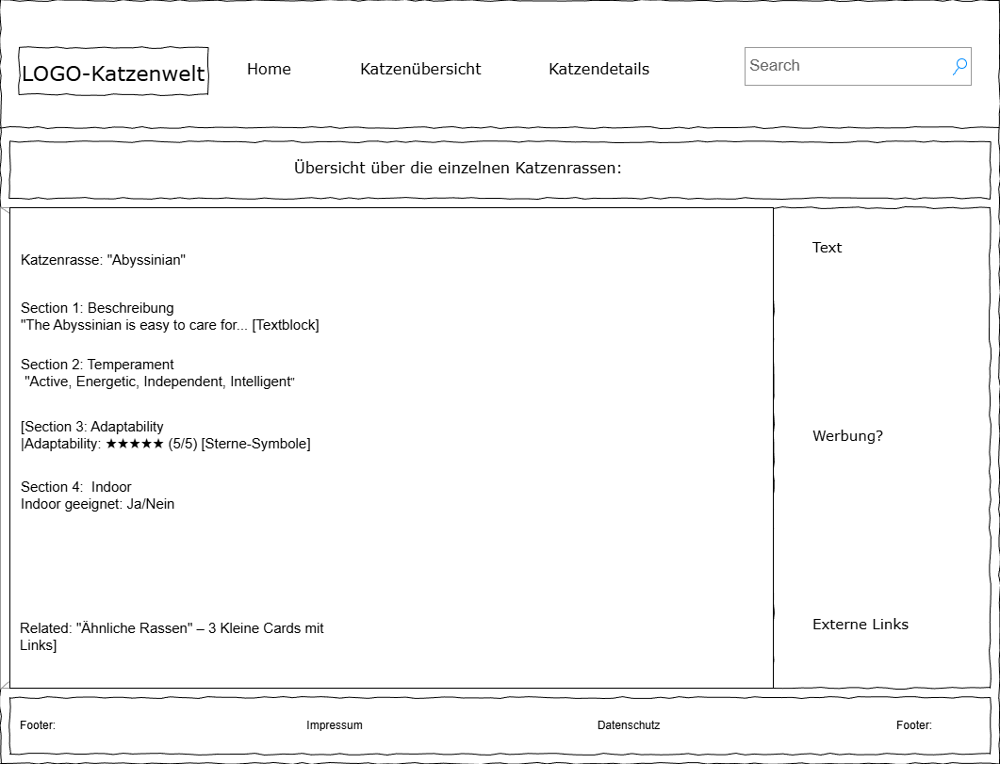 LOGO-Katzenwelt Home Katzenübersicht Katzendetails Search
Übersicht über die einzelnen Katzenrassen:
Katzenrasse: "Abyssinian"
Section 1: Beschreibung
"The Abyssinian is easy to care for... [Textblock]
Section 2: Temperament
"Active, Energetic, Independent, Intelligent"
[Section 3: Adaptability
|Adaptability: ★★★★★ (5/5) [Sterne-Symbole]
Section 4:  Indoor
Indoor geeignet: Ja/Nein
Related: "Ähnliche Rassen" – 3 Kleine Cards mit
Links]
Text
Werbung?
Externe Links
Footer: Impressum Datenschutz Footer: